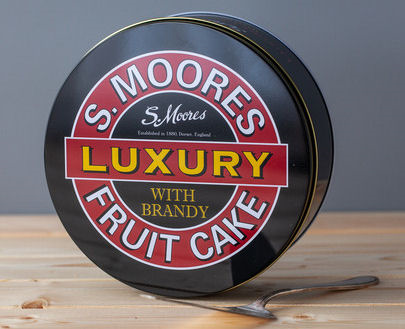 S.MOORES
S.Moores
Established in 1880, Dorset, England
LUXURY
WITH
BRANDY
FRUIT CAKE